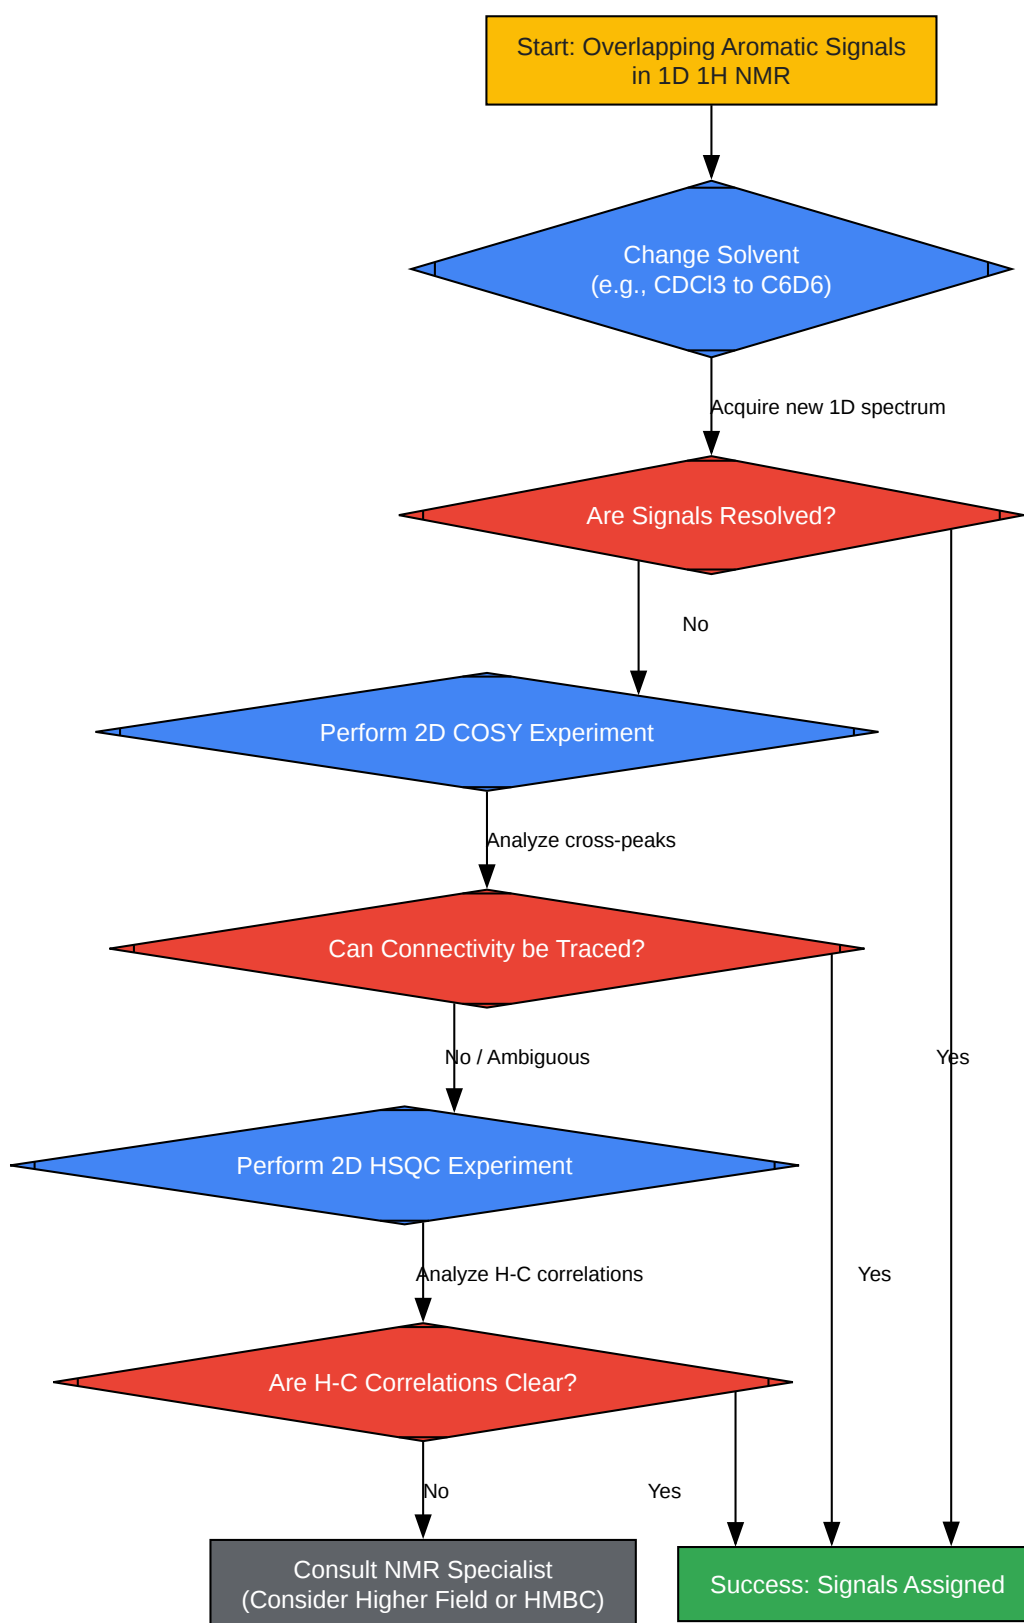 Start: Overlapping Aromatic Signals
in 1D 1H NMR
Change Solvent
(e.g., CDCl3 to C6D6)
Acquire new 1D spectrum
Are Signals Resolved?
No
Perform 2D COSY Experiment
Analyze cross-peaks
Can Connectivity be Traced?
No / Ambiguous
Yes
Perform 2D HSQC Experiment
Analyze H-C correlations
Yes
Are H-C Correlations Clear?
No
Yes
Consult NMR Specialist
(Consider Higher Field or HMBC)
Success: Signals Assigned